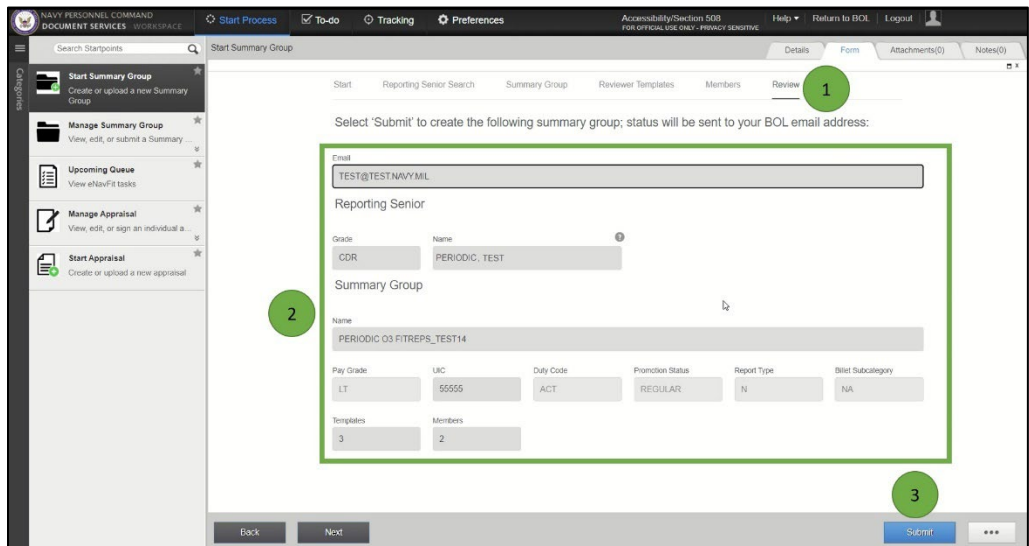 NAVY PERSONNEL COMMAND
DOCUMENT SERVICES WORKSPACE
Start Process
To-do
Tracking
Preferences
Accessibility/Section 508
FOR OFFICIAL USE ONLY - PRIVACY SENSITIVE
Help
Return to BOL
Logout
Search Startpoints
Start Summary Group
Details
Form
Attachments(0)
Notes(0)
Categories
Start Summary Group
Create or upload a new Summary
Group
Manage Summary Group
View, edit, or submit a Summary ...
Upcoming Queue
View eNavFit tasks
Manage Appraisal
View, edit, or sign an individual a...
Start Appraisal
Create or upload a new appraisal
Start
Reporting Senior Search
Summary Group
Reviewer Templates
Members
Review
1
Select 'Submit' to create the following summary group; status will be sent to your BOL email address:
2
Email
TEST@TEST.NAVY.MIL
Reporting Senior
Grade
Name
?
CDR
PERIODIC, TEST
Summary Group
Name
PERIODIC O3 FITREPS_TEST14
Pay Grade
UIC
Duty Code
Promotion Status
Report Type
Billet Subcategory
LT
55555
ACT
REGULAR
N
NA
Templates
Members
3
2
3
Back
Next
Submit
...